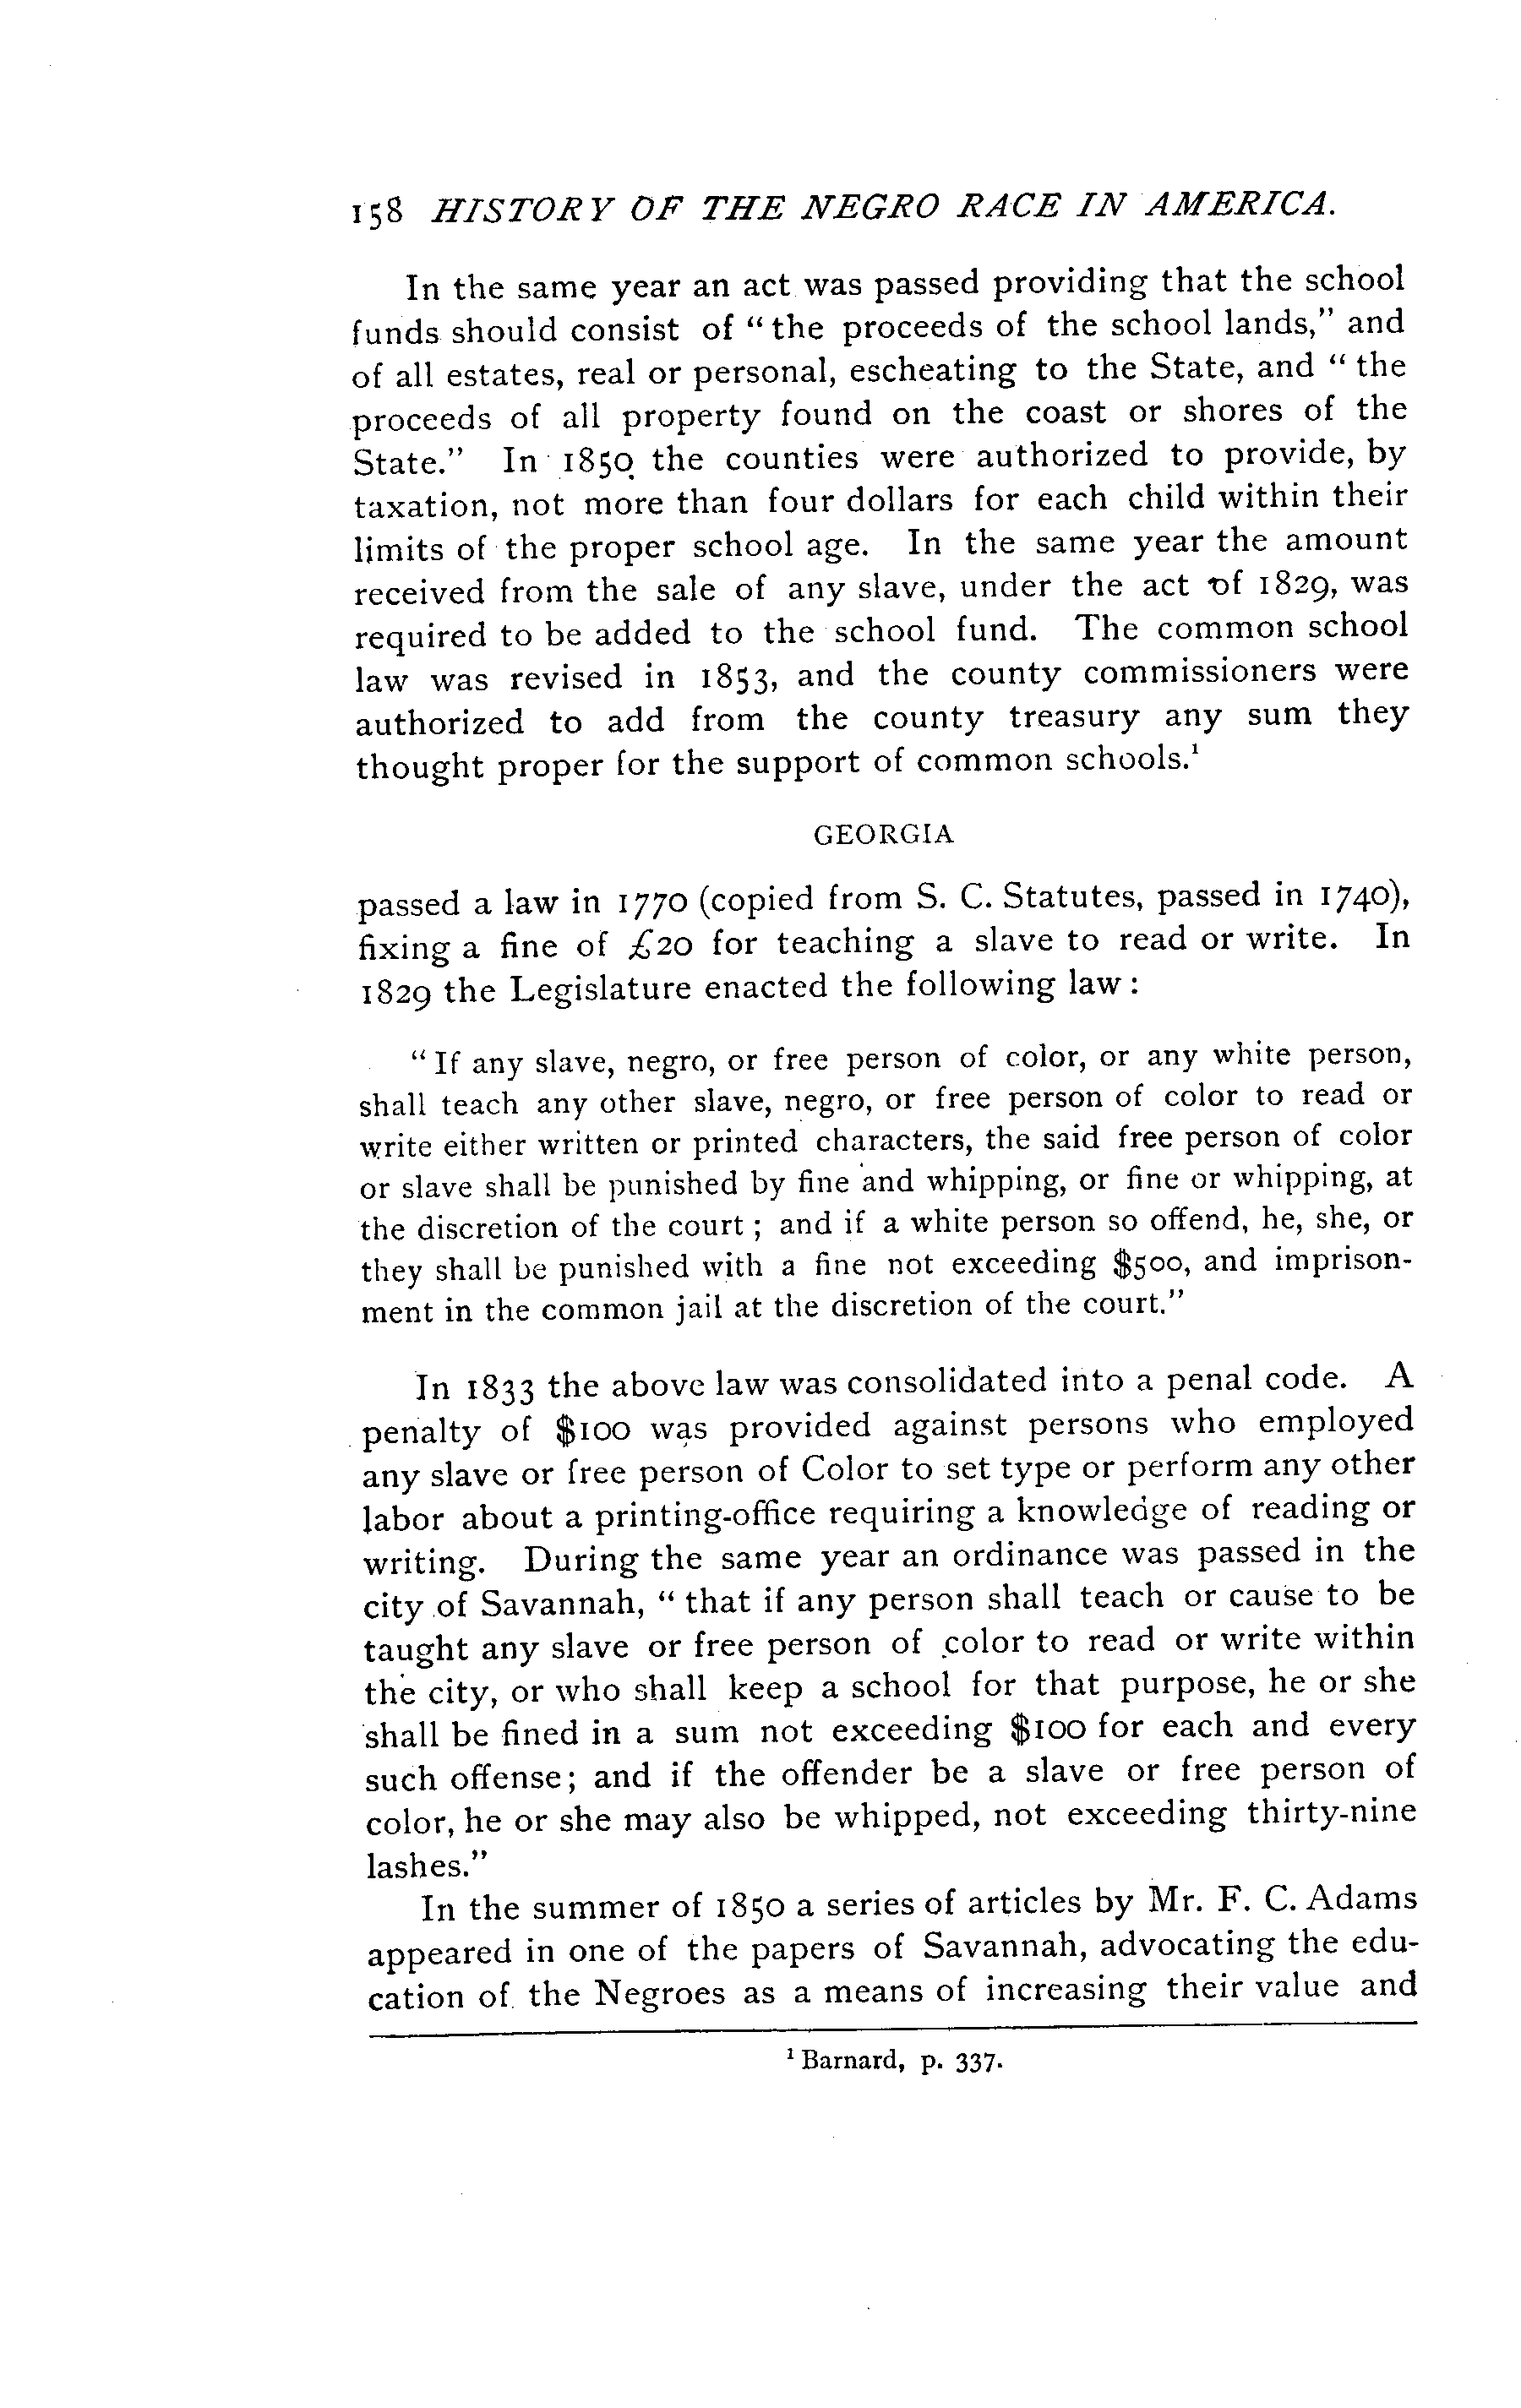 158 HISTORY OF THE NEGRO RACE IN AMERICA.
In the same year an act was passed providing that the school
funds should consist of " the proceeds of the school lands," and
of all estates, real or personal, escheating to the State, and " the
proceeds of all property found on the coast or shores of the
State." In 1850 the counties were authorized to provide, by
taxation, not more than four dollars for each child within their
limits of the proper school age. In the same year the amount
received from the sale of any slave, under the act of 1829, was
required to be added to the school fund. The common school
law was revised in 1853, and the county commissioners were
authorized to add from the county treasury any sum they
thought proper for the support of common schools.¹
GEORGIA
passed a law in 1770 (copied from S. C. Statutes, passed in 1740),
fixing a fine of £20 for teaching a slave to read or write. In
1829 the Legislature enacted the following law :
" If any slave, negro, or free person of color, or any white person,
shall teach any other slave, negro, or free person of color to read or
write either written or printed characters, the said free person of color
or slave shall be punished by fine and whipping, or fine or whipping, at
the discretion of the court ; and if a white person so offend, he, she, or
they shall be punished with a fine not exceeding $500, and imprison-
ment in the common jail at the discretion of the court."
In 1833 the above law was consolidated into a penal code. A
penalty of $100 was provided against persons who employed
any slave or free person of Color to set type or perform any other
labor about a printing-office requiring a knowledge of reading or
writing. During the same year an ordinance was passed in the
city of Savannah, " that if any person shall teach or cause to be
taught any slave or free person of color to read or write within
the city, or who shall keep a school for that purpose, he or she
shall be fined in a sum not exceeding $100 for each and every
such offense; and if the offender be a slave or free person of
color, he or she may also be whipped, not exceeding thirty-nine
lashes."
In the summer of 1850 a series of articles by Mr. F. C. Adams
appeared in one of the papers of Savannah, advocating the edu-
cation of the Negroes as a means of increasing their value and
¹ Barnard, p. 337.